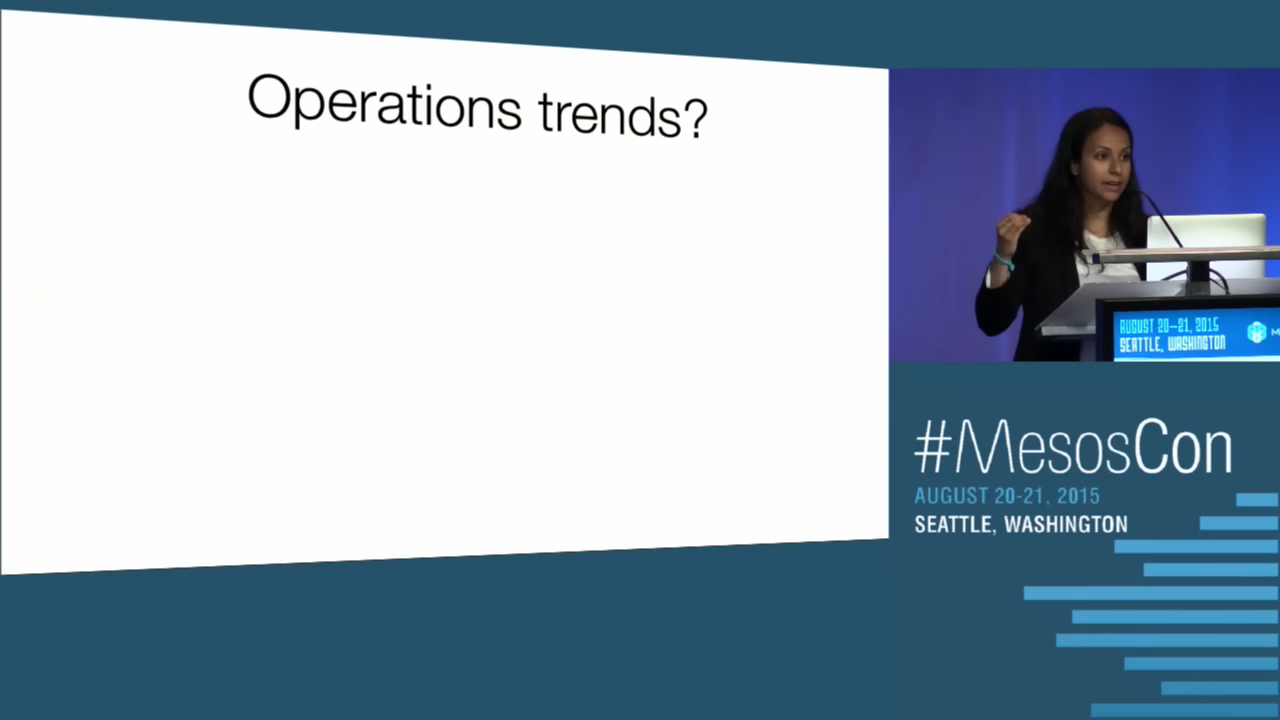 Operations trends?
AUGUST 20-21, 2015
SEATTLE, WASHINGTON
#MesosCon
AUGUST 20-21, 2015
SEATTLE, WASHINGTON